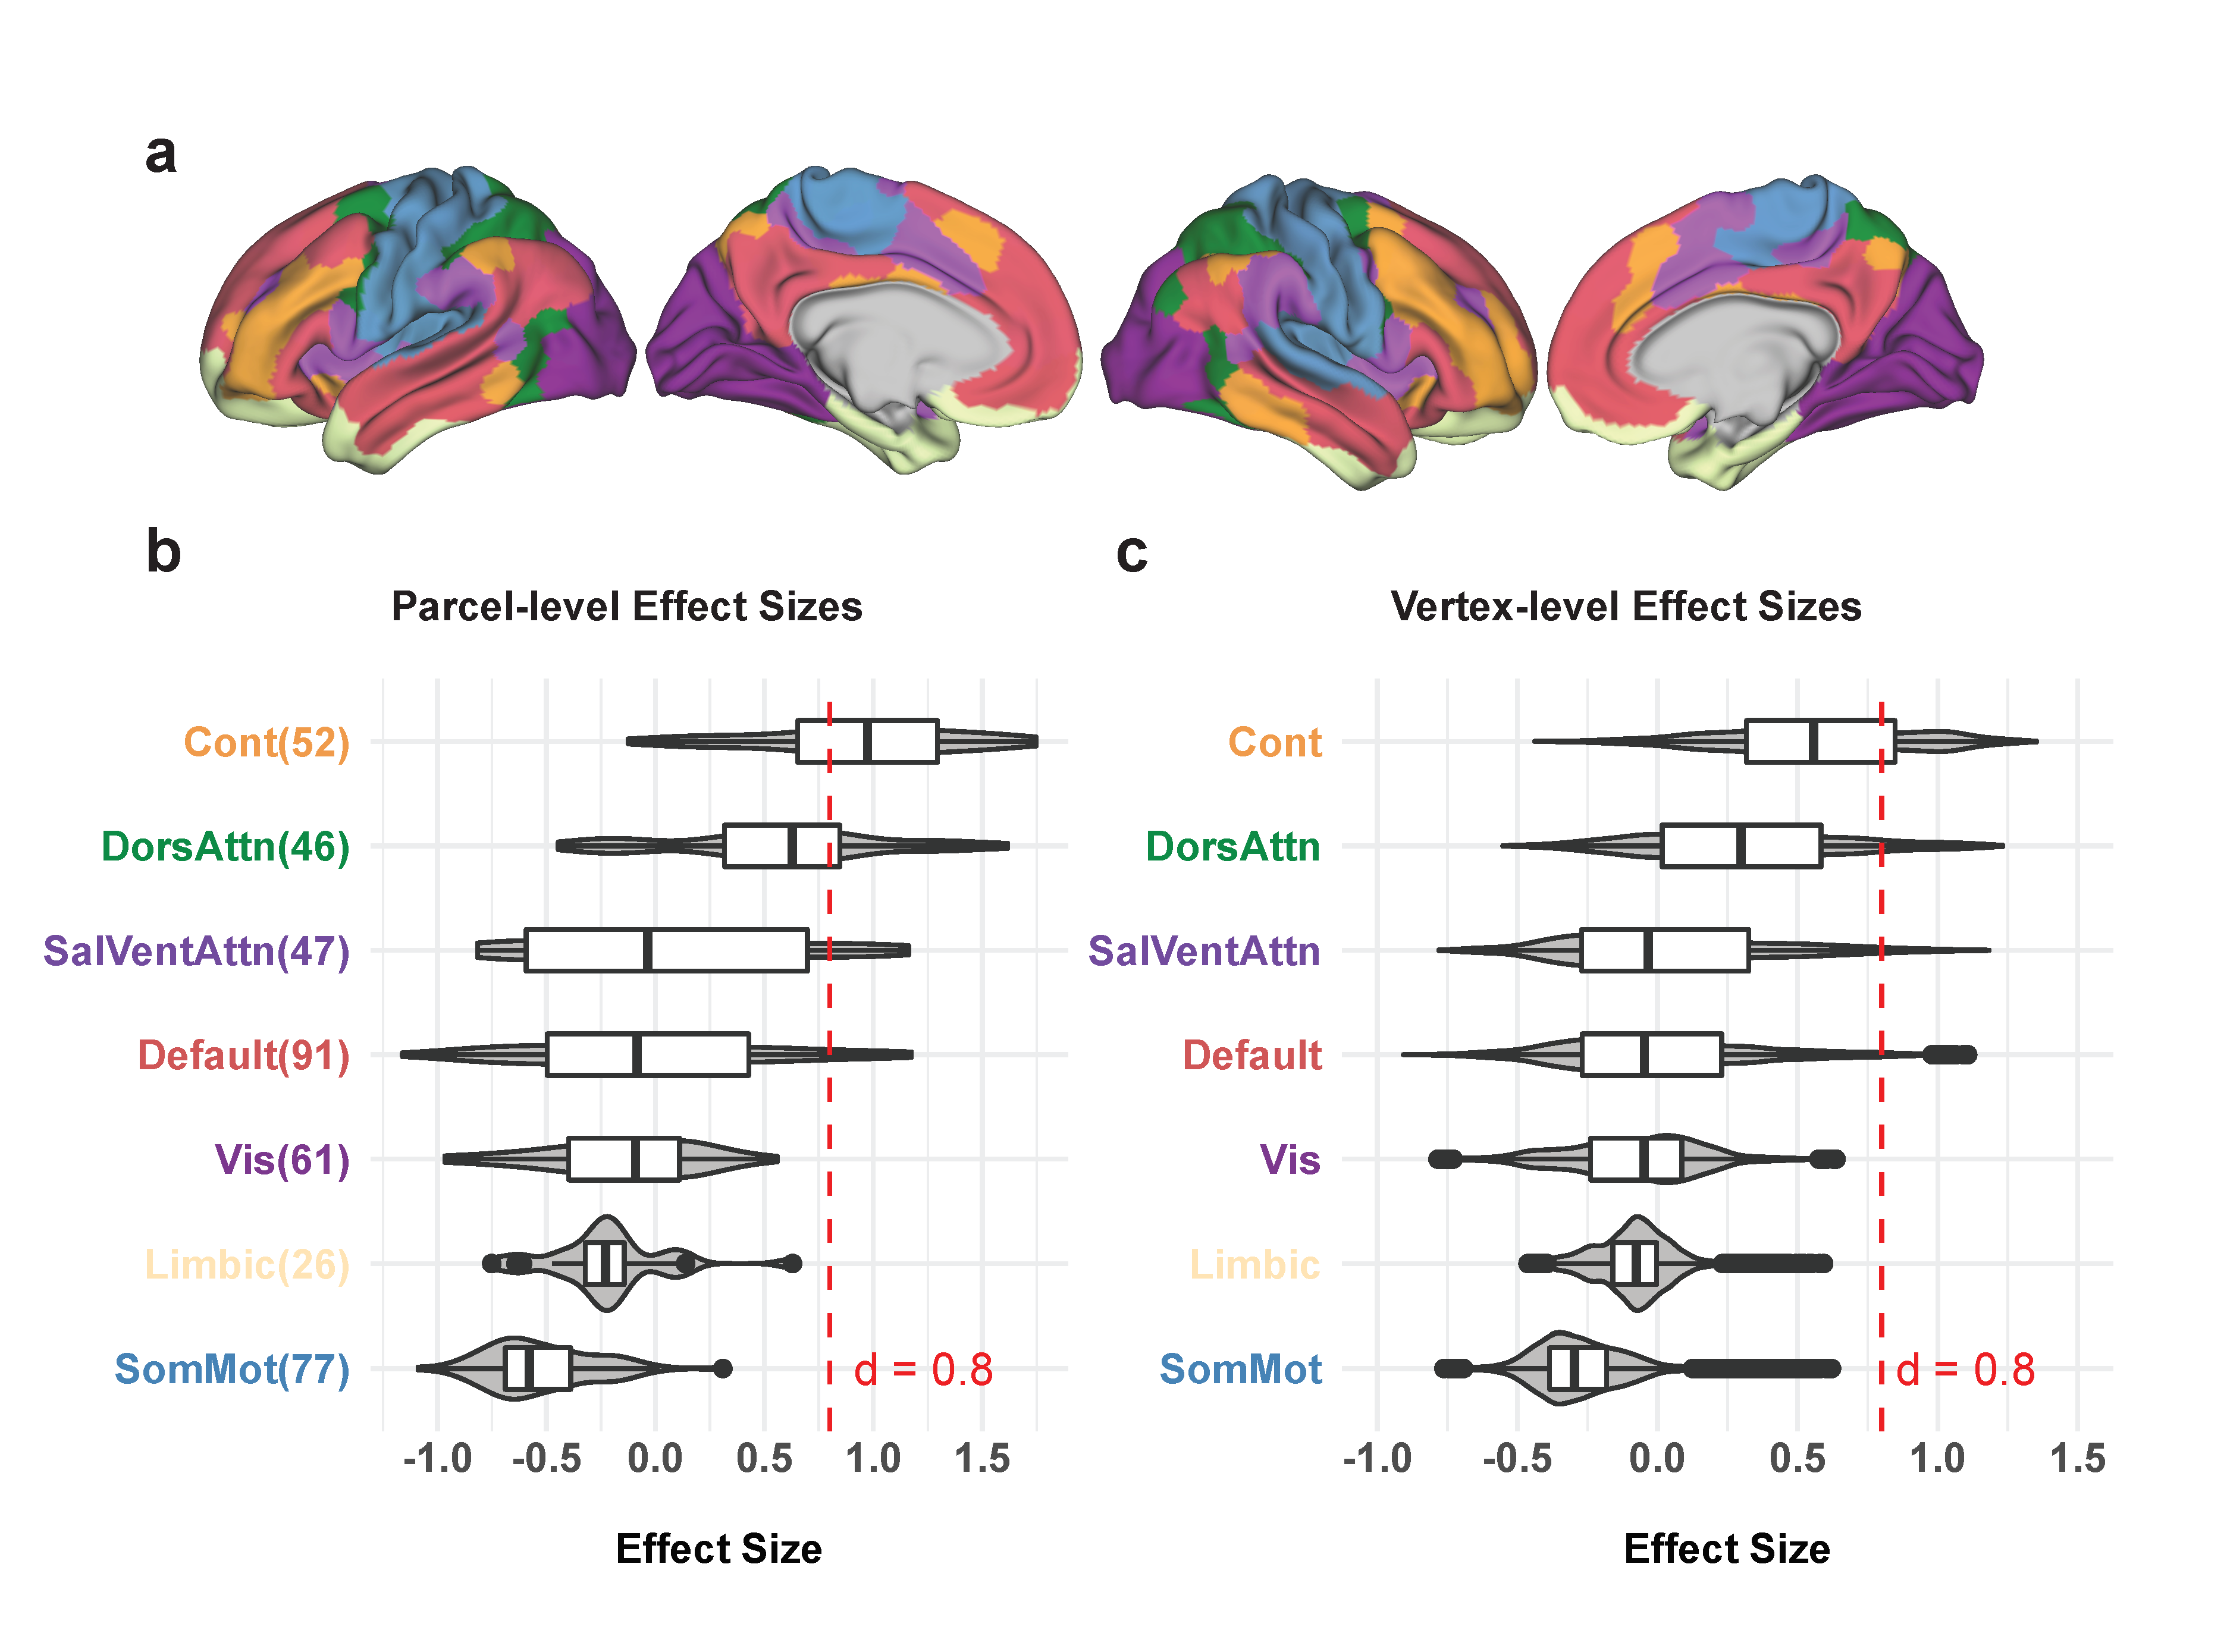 a
b
c
Parcel-level Effect Sizes
Vertex-level Effect Sizes
Cont(52)
DorsAttn(46)
SalVentAttn(47)
Default(91)
Vis(61)
Limbic(26)
SomMot(77)
d = 0.8
-1.0 -0.5 0.0 0.5 1.0 1.5
Effect Size
Cont
DorsAttn
SalVentAttn
Default
Vis
Limbic
SomMot
d = 0.8
-1.0 -0.5 0.0 0.5 1.0 1.5
Effect Size